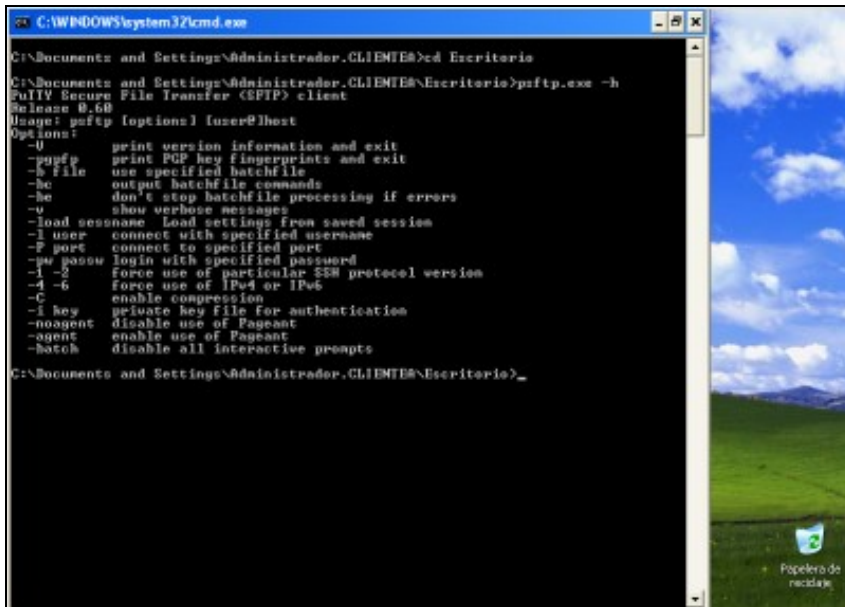 C:\WINDOWS\system32\cmd.exe
C:\Documents and Settings\Administrador.CLIENTEA>cd Escritorio
C:\Documents and Settings\Administrador.CLIENTEA\Escritorio>psftp.exe -h
PuTTY Secure File Transfer (SFTP) client
Release 0.60
Usage: psftp [options] [user@]host
Options:
-V print version information and exit
-pgpfp print PGP key fingerprints and exit
-b file use specified batchfile
-bc output batchfile commands
-be don't stop batchfile processing if errors
-v show verbose messages
-load sessname Load settings from saved session
-l user connect with specified username
-P port connect to specified port
-pw passw login with specified password
-1 -2 force use of particular SSH protocol version
-4 -6 force use of IPv4 or IPv6
-C enable compression
-i key private key file for authentication
-noagent disable use of Pageant
-agent enable use of Pageant
-batch disable all interactive prompts
C:\Documents and Settings\Administrador.CLIENTEA\Escritorio>_
Papelera de
reciclaje